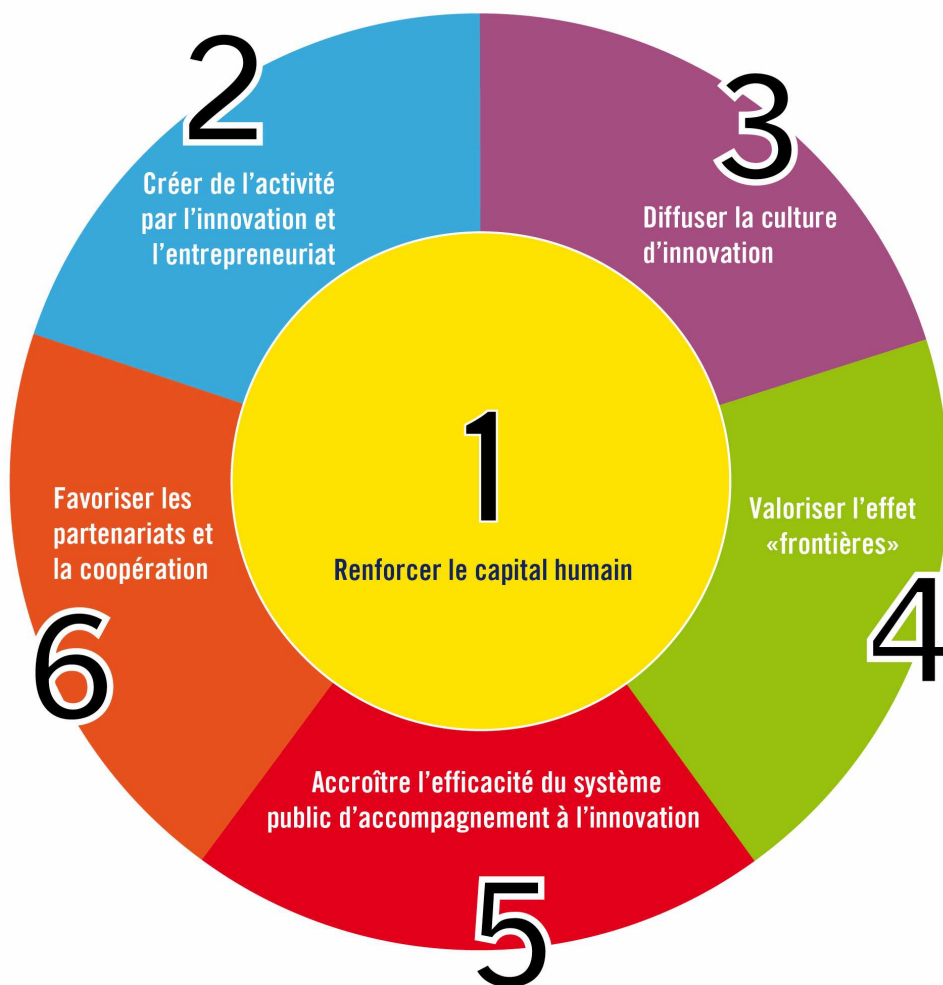 1
Renforcer le capital humain
2
Créer de l’activité
par l’innovation et
l’entrepreneuriat
3
Diffuser la culture
d’innovation
Valoriser l’effet
«frontières»
4
Accroître l’efficacité du système
public d’accompagnement à l’innovation
5
Favoriser les
partenariats et
la coopération
6